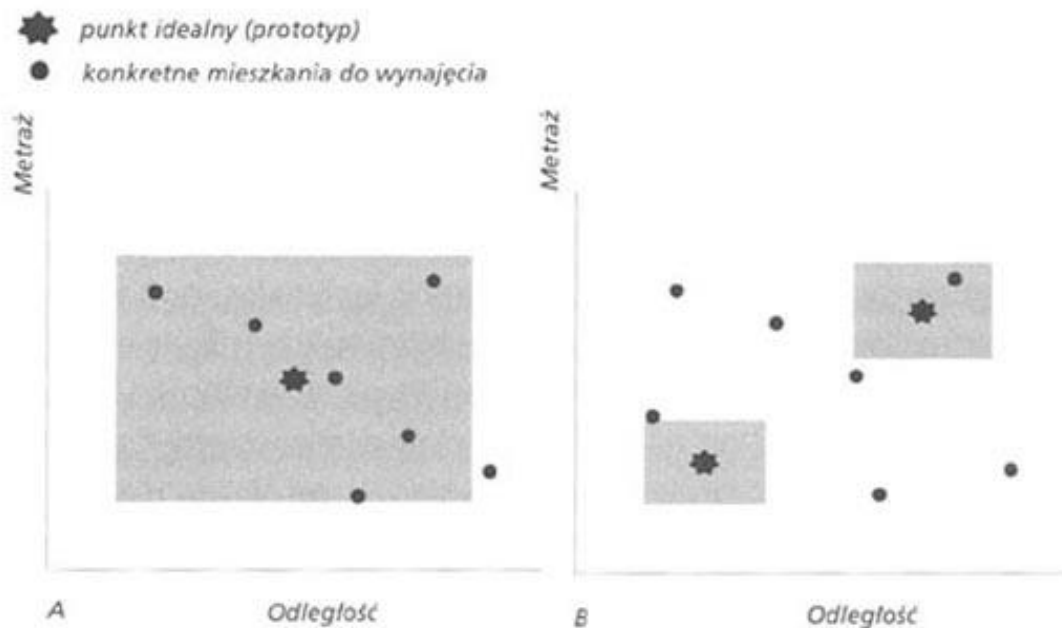 punkt idealny (prototyp)
konkretne mieszkania do wynajęcia
Metraż
Metraż
A
Odległość
B
Odległość